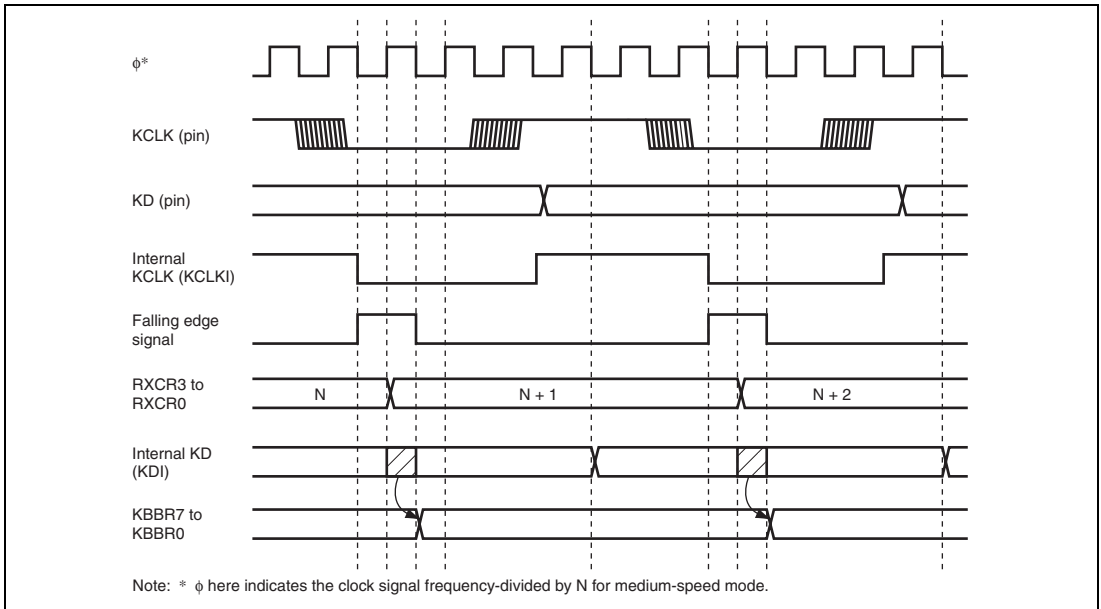 φ*
KCLK (pin)
KD (pin)
Internal
KCLK (KCLKI)
Falling edge
signal
RXCR3 to
RXCR0
N
N + 1
N + 2
Internal KD
(KDI)
KBBR7 to
KBBR0
Note: * φ here indicates the clock signal frequency-divided by N for medium-speed mode.